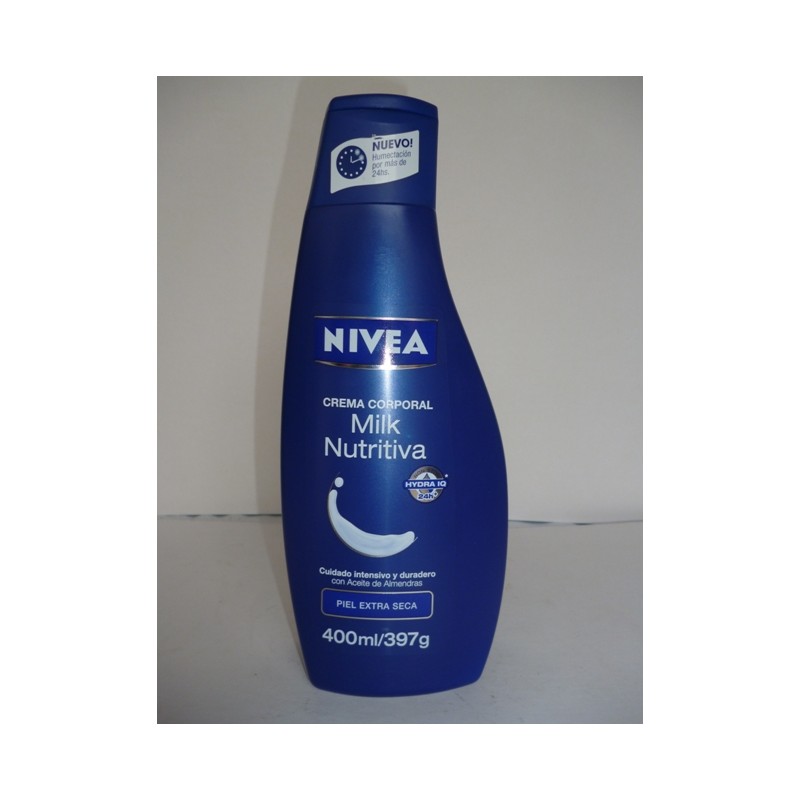 NUEVO!
Humectación
por más de
24hs.
NIVEA
CREMA CORPORAL
Milk
Nutritiva
HYDRA IQ
24h*
Cuidado intensivo y duradero
con Aceite de Almendras
PIEL EXTRA SECA
400ml/397g